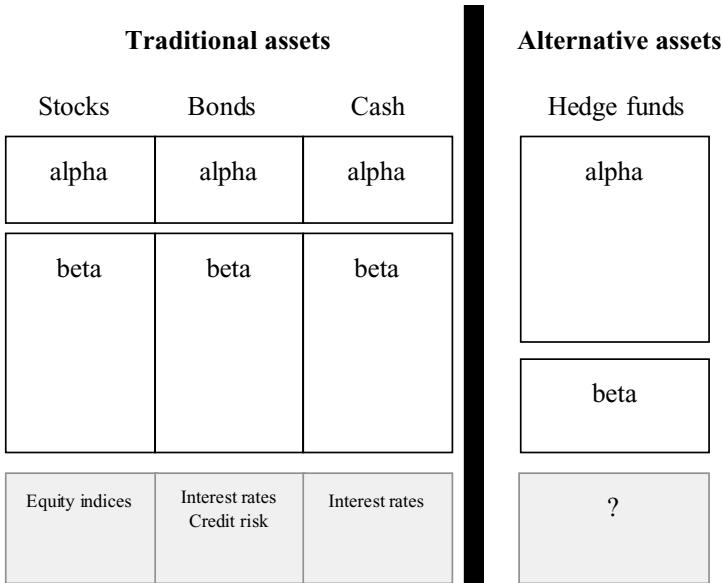 Traditional assets
Alternative assets
Stocks Bonds Cash
Hedge funds
alpha alpha alpha
alpha
beta beta beta
beta
Equity indices
Interest rates
Credit risk
Interest rates
?